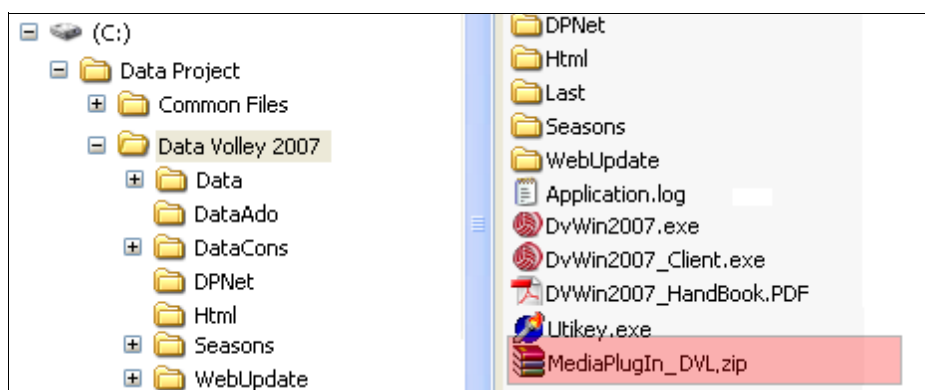 (C:)
Data Project
Common Files
Data Volley 2007
Data
DataAdo
DataCons
DPNet
Html
Seasons
WebUpdate
DPNet
Html
Last
Seasons
WebUpdate
Application.log
DvWin2007.exe
DvWin2007_Client.exe
DVWin2007_HandBook.PDF
Utikey.exe
MediaPlugIn_DVL.zip